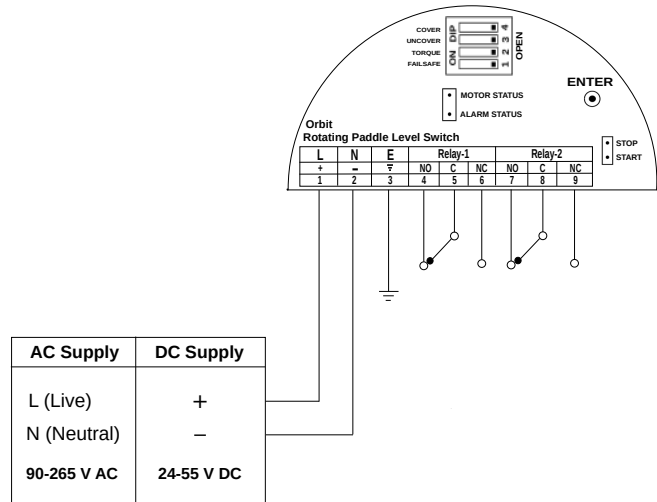 COVER
UNCOVER
TORQUE
FAILSAFE
ON DIP
1 2 3 4
OPEN
ENTER
MOTOR STATUS
ALARM STATUS
Orbit
Rotating Paddle Level Switch
STOP
START
L N E Relay-1 Relay-2
+ − NO C NC NO C NC
1 2 3 4 5 6 7 8 9
AC Supply DC Supply
L (Live) +
N (Neutral) −
90-265 V AC 24-55 V DC